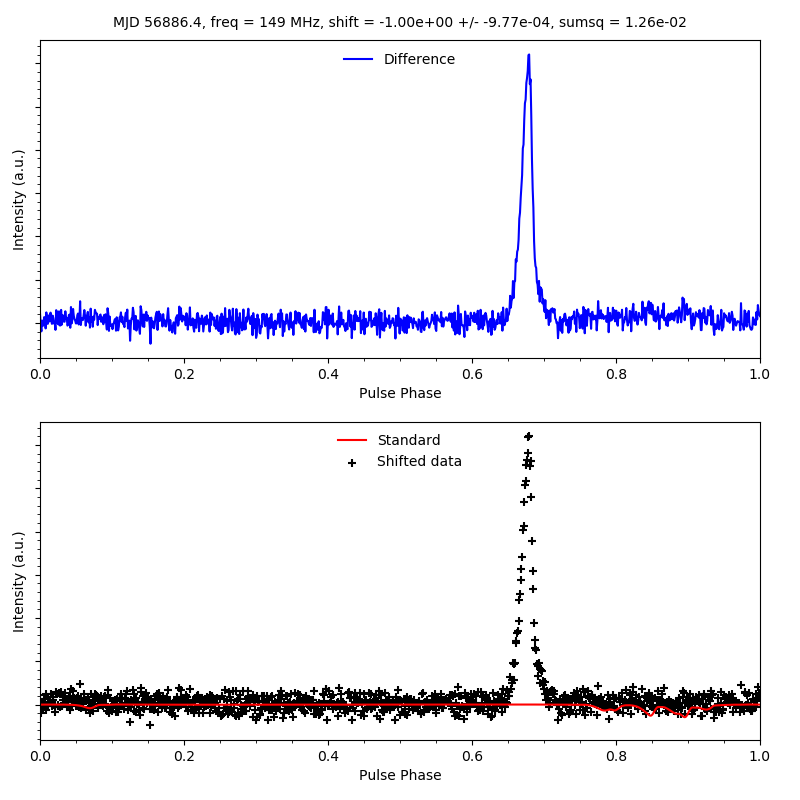 MJD 56886.4, freq = 149 MHz, shift = -1.00e+00 +/- -9.77e-04, sumsq = 1.26e-02
Difference
Intensity (a.u.)
0.0 0.2 0.4 0.6 0.8 1.0
Pulse Phase
Standard
Shifted data
Intensity (a.u.)
0.0 0.2 0.4 0.6 0.8 1.0
Pulse Phase